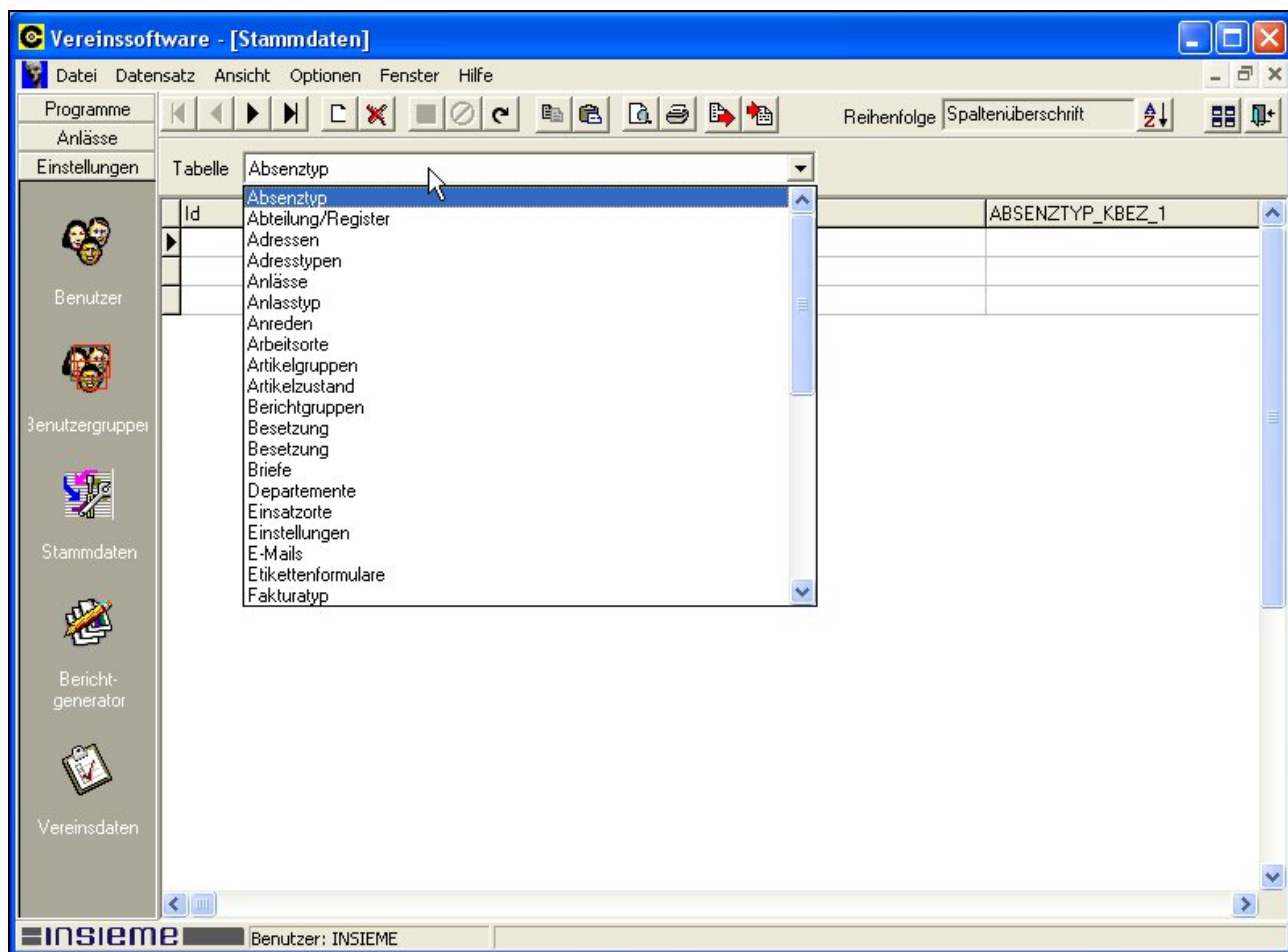 Vereinssoftware - [Stammdaten]
Datei Datensatz Ansicht Optionen Fenster Hilfe
Programme
Anlässe
Einstellungen
Reihenfolge Spaltenüberschrift
Tabelle Absenztyp
Id ABSENZTYP_KBEZ_1
Absenztyp
Abteilung/Register
Adressen
Adresstypen
Anlässe
Anlasstyp
Anreden
Arbeitsorte
Artikelgruppen
Artikelzustand
Berichtgruppen
Besetzung
Besetzung
Briefe
Departemente
Einsatzorte
Einstellungen
E-Mails
Etikettenformulare
Fakturatyp
Benutzer
Benutzergruppen
Stammdaten
Bericht-
generator
Vereinsdaten
INSIEME Benutzer: INSIEME